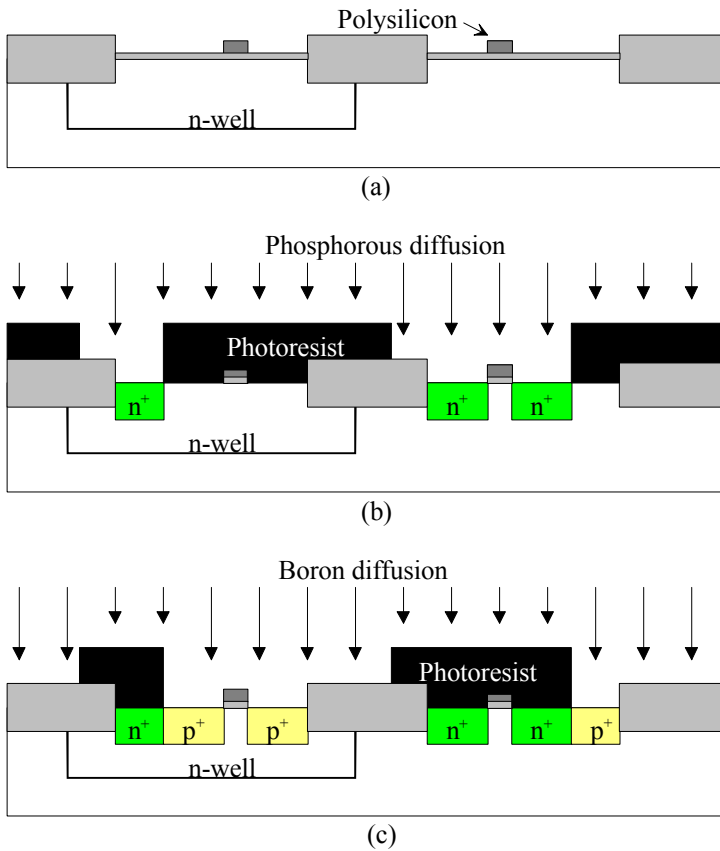 Polysilicon
n-well
(a)
Phosphorous diffusion
Photoresist
n+ n+ n+
n-well
(b)
Boron diffusion
Photoresist
n+ p+ p+ n+ n+ p+
n-well
(c)